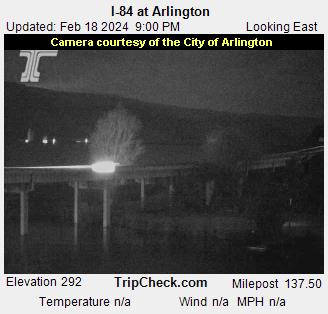 I-84 at Arlington
Updated: Feb 18 2024 9:00 PM Looking East
Camera courtesy of the City of Arlington
Elevation 292 TripCheck.com Milepost 137.50
Temperature n/a Wind n/a MPH n/a